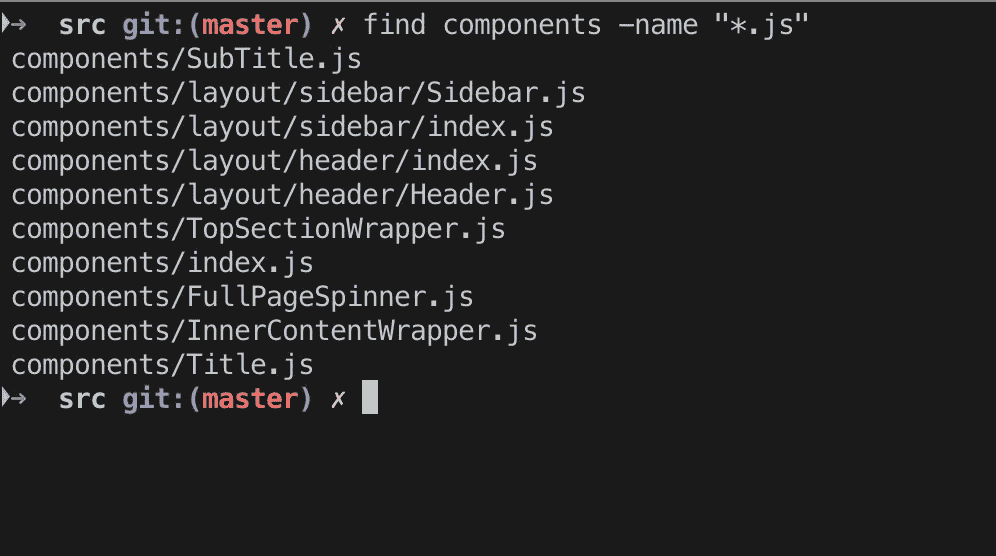 ➜ src git:(master) ✗ find components -name "*.js"
components/SubTitle.js
components/layout/sidebar/Sidebar.js
components/layout/sidebar/index.js
components/layout/header/index.js
components/layout/header/Header.js
components/TopSectionWrapper.js
components/index.js
components/FullPageSpinner.js
components/InnerContentWrapper.js
components/Title.js
➜ src git:(master) ✗